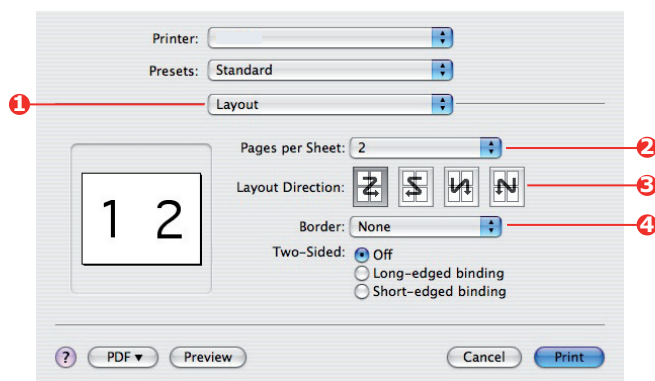 Printer:
Presets: Standard
1 Layout
Pages per Sheet: 2 2
Layout Direction: 3
1 2
Border: None 4
Two-Sided: Off
Long-edged binding
Short-edged binding
? PDF▼ Preview Cancel Print